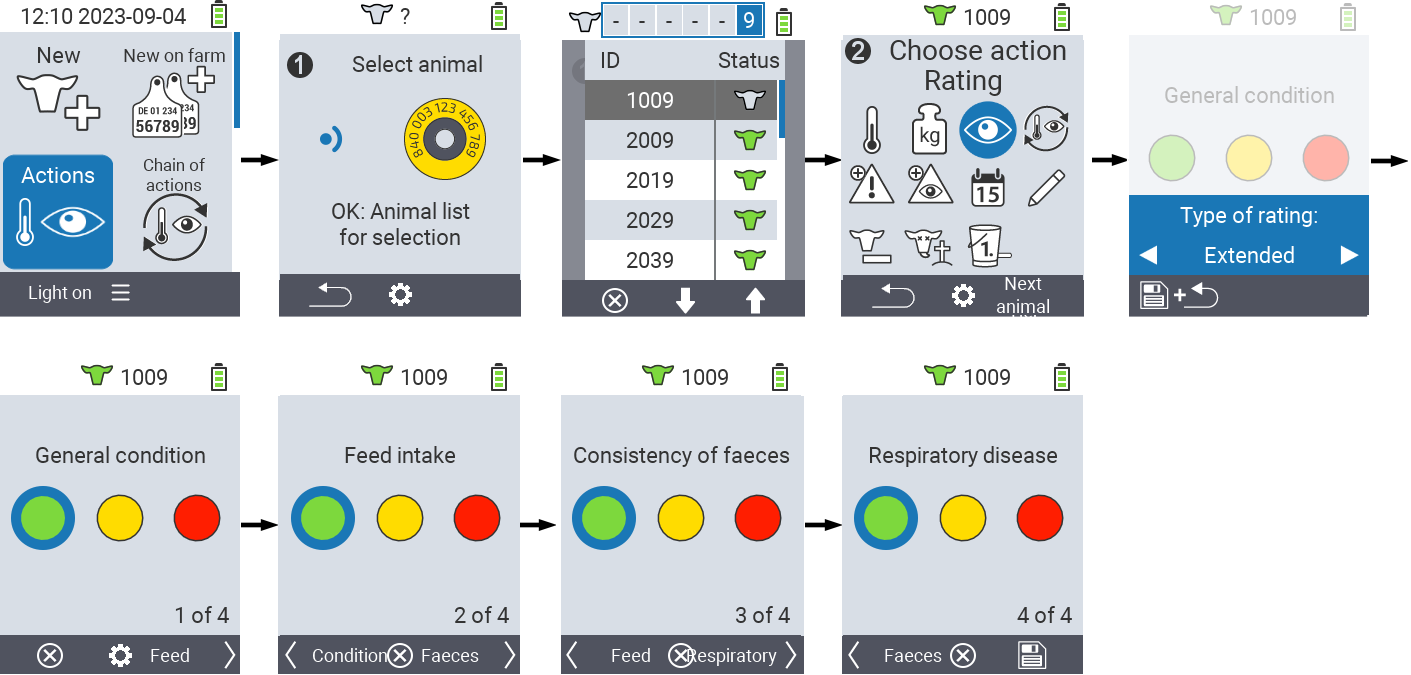 12:10 2023-09-04
New
New on farm
DE 01 234
234
56789
89
Actions
Chain of
actions
Light on
?
1
Select animal
840 003 123 456 789
OK: Animal list
for selection
- - - - - 9
ID Status
1009
2009
2019
2029
2039
1009
2 Choose action
Rating
kg
15
1.
Next
animal
1009
General condition
Type of rating:
Extended
+
1009
General condition
1 of 4
Feed
1009
Feed intake
2 of 4
Condition Faeces
1009
Consistency of faeces
3 of 4
Feed Respiratory
1009
Respiratory disease
4 of 4
Faeces